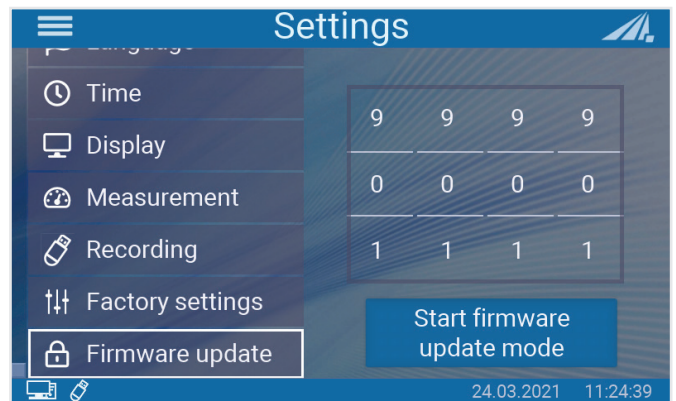 Settings
Language
Time
Display
Measurement
Recording
Factory settings
Firmware update
9 9 9 9
0 0 0 0
1 1 1 1
Start firmware
update mode
24.03.2021 11:24:39